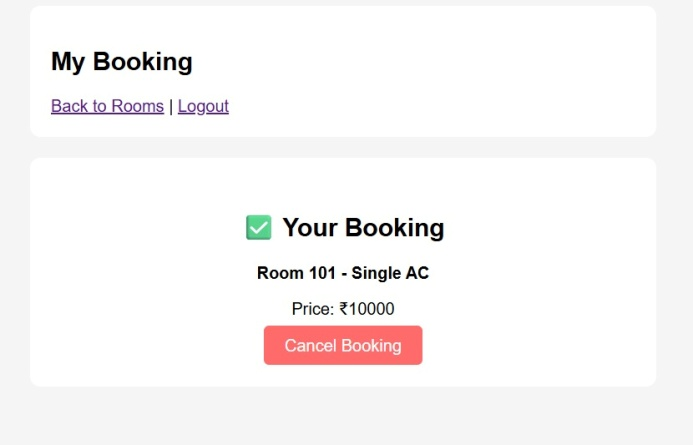 My Booking
Back to Rooms | Logout
✅ Your Booking
Room 101 - Single AC
Price: ₹10000
Cancel Booking